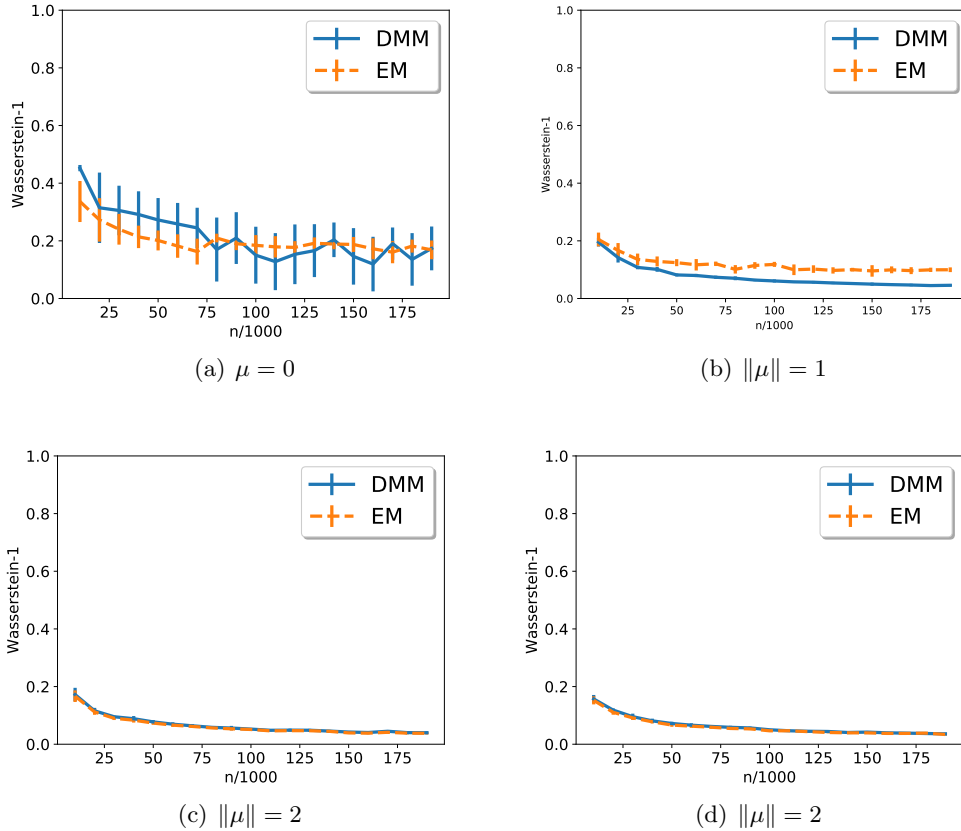 1.0
0.8
0.6
0.4
0.2
0.0
Wasserstein-1
25 50 75 100 125 150 175
n/1000
DMM
EM
(a) μ = 0
1.0
0.8
0.6
0.4
0.2
0.0
Wasserstein-1
25 50 75 100 125 150 175
n/1000
DMM
EM
(b) ‖μ‖ = 1
1.0
0.8
0.6
0.4
0.2
0.0
Wasserstein-1
25 50 75 100 125 150 175
n/1000
DMM
EM
(c) ‖μ‖ = 2
1.0
0.8
0.6
0.4
0.2
0.0
Wasserstein-1
25 50 75 100 125 150 175
n/1000
DMM
EM
(d) ‖μ‖ = 2